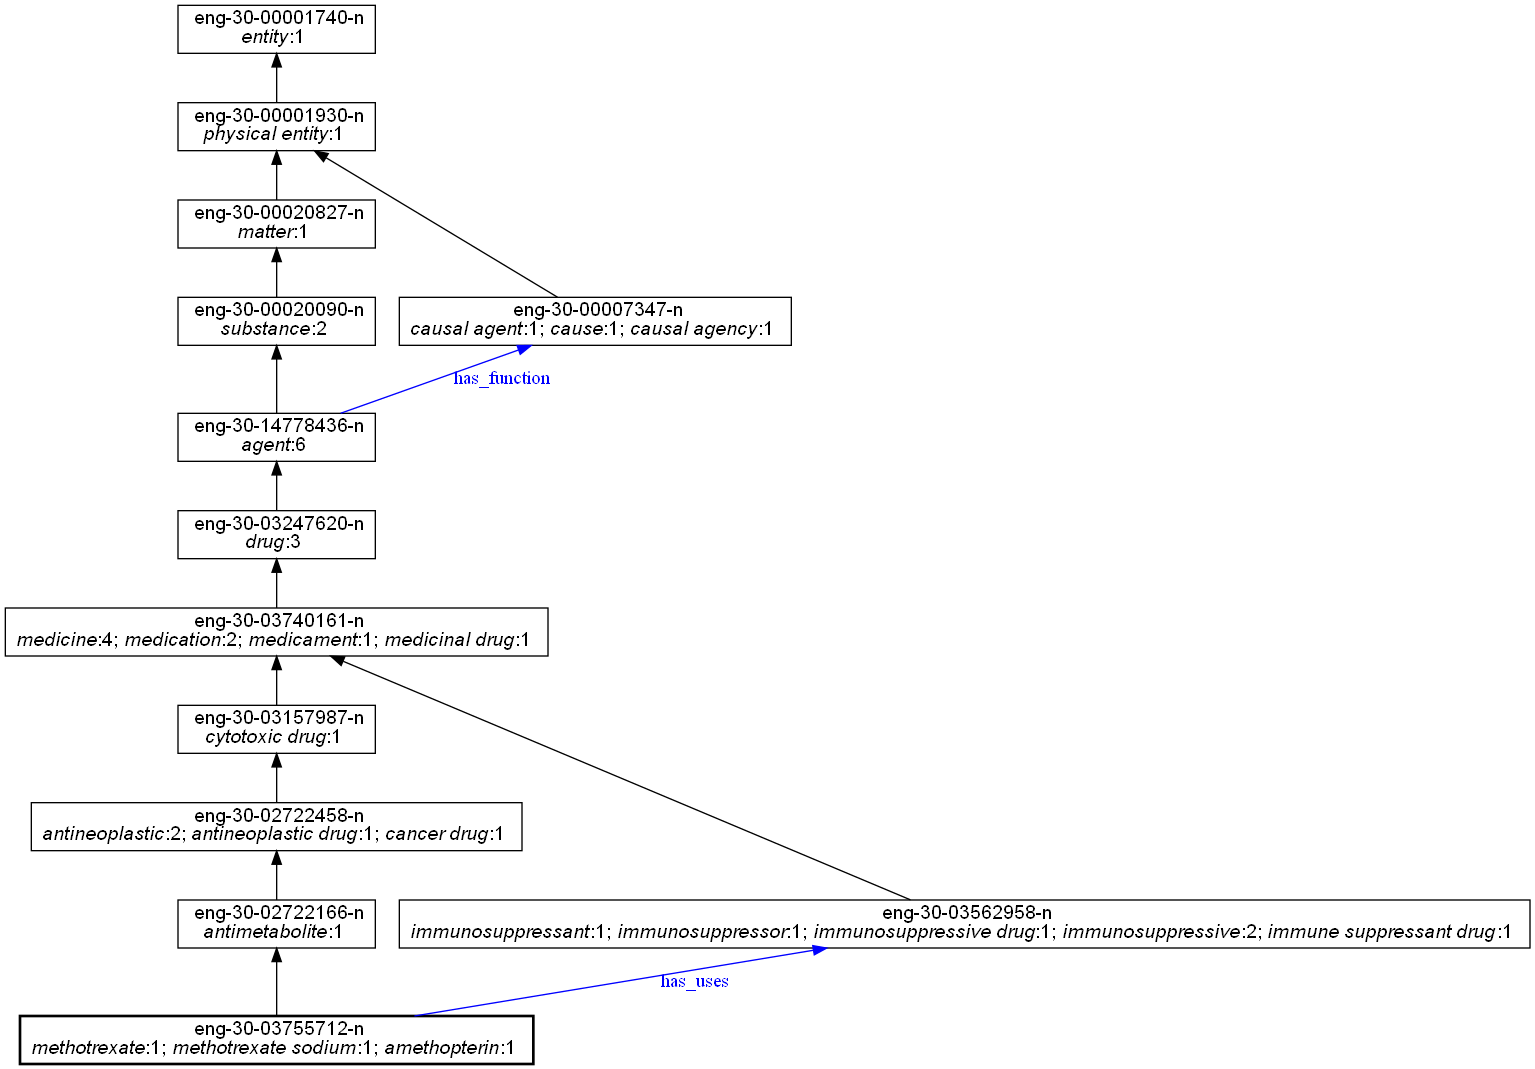 eng-30-00001740-n
entity:1
eng-30-00001930-n
physical entity:1
eng-30-00020827-n
matter:1
eng-30-00020090-n
substance:2
eng-30-00007347-n
causal agent:1; cause:1; causal agency:1
has_function
eng-30-14778436-n
agent:6
eng-30-03247620-n
drug:3
eng-30-03740161-n
medicine:4; medication:2; medicament:1; medicinal drug:1
eng-30-03157987-n
cytotoxic drug:1
eng-30-02722458-n
antineoplastic:2; antineoplastic drug:1; cancer drug:1
eng-30-02722166-n
antimetabolite:1
eng-30-03562958-n
immunosuppressant:1; immunosuppressor:1; immunosuppressive drug:1; immunosuppressive:2; immune suppressant drug:1
has_uses
eng-30-03755712-n
methotrexate:1; methotrexate sodium:1; amethopterin:1